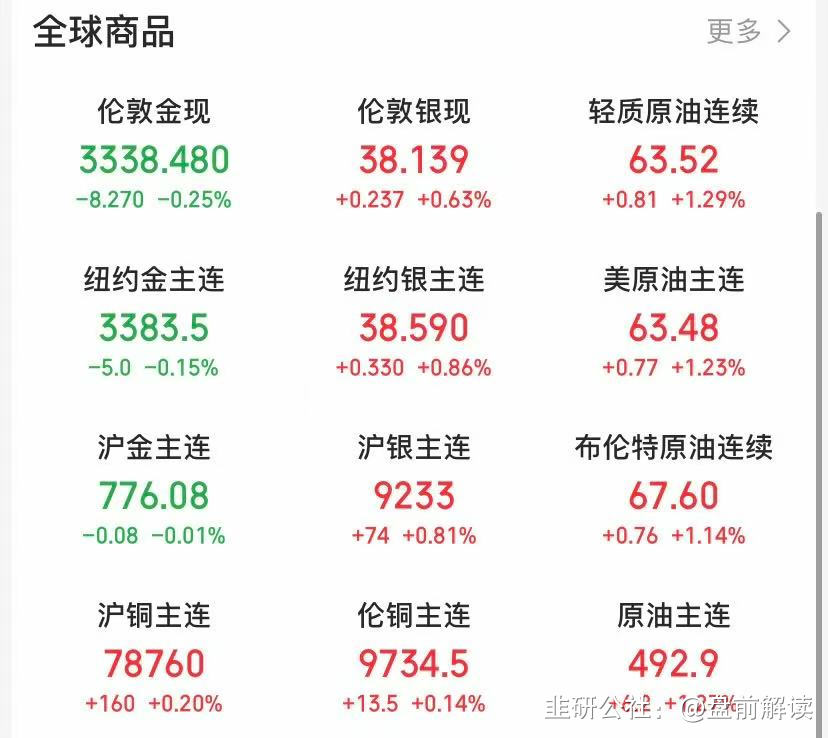 全球商品 更多
伦敦金现 伦敦银现 轻质原油连续
3338.480 38.139 63.52
-8.270 -0.25% +0.237 +0.63% +0.81 +1.29%
纽约金主连 纽约银主连 美原油主连
3383.5 38.590 63.48
-5.0 -0.15% +0.330 +0.86% +0.77 +1.23%
沪金主连 沪银主连 布伦特原油连续
776.08 9233 67.60
-0.08 -0.01% +74 +0.81% +0.76 +1.14%
沪铜主连 伦铜主连 原油主连
78760 9734.5 492.9
+160 +0.20% +13.5 +0.14%
韭研公社：@盘前解读